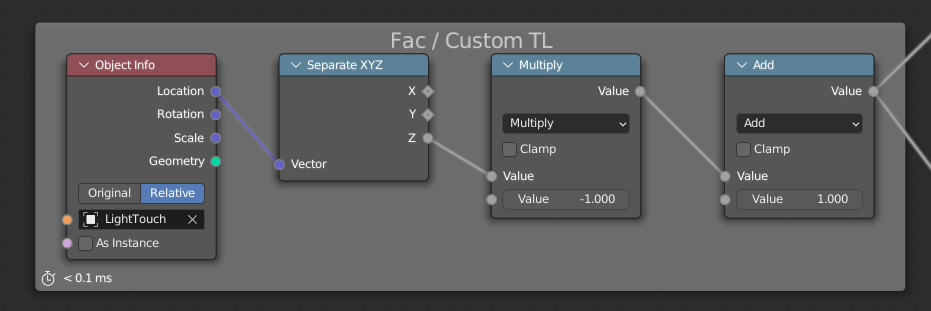 Fac / Custom TL
Object Info
Location
Rotation
Scale
Geometry
Original Relative
LightTouch
As Instance
< 0.1 ms
Separate XYZ
X
Y
Z
Vector
Multiply
Value
Multiply
Clamp
Value
Value -1.000
Add
Value
Add
Clamp
Value
Value 1.000